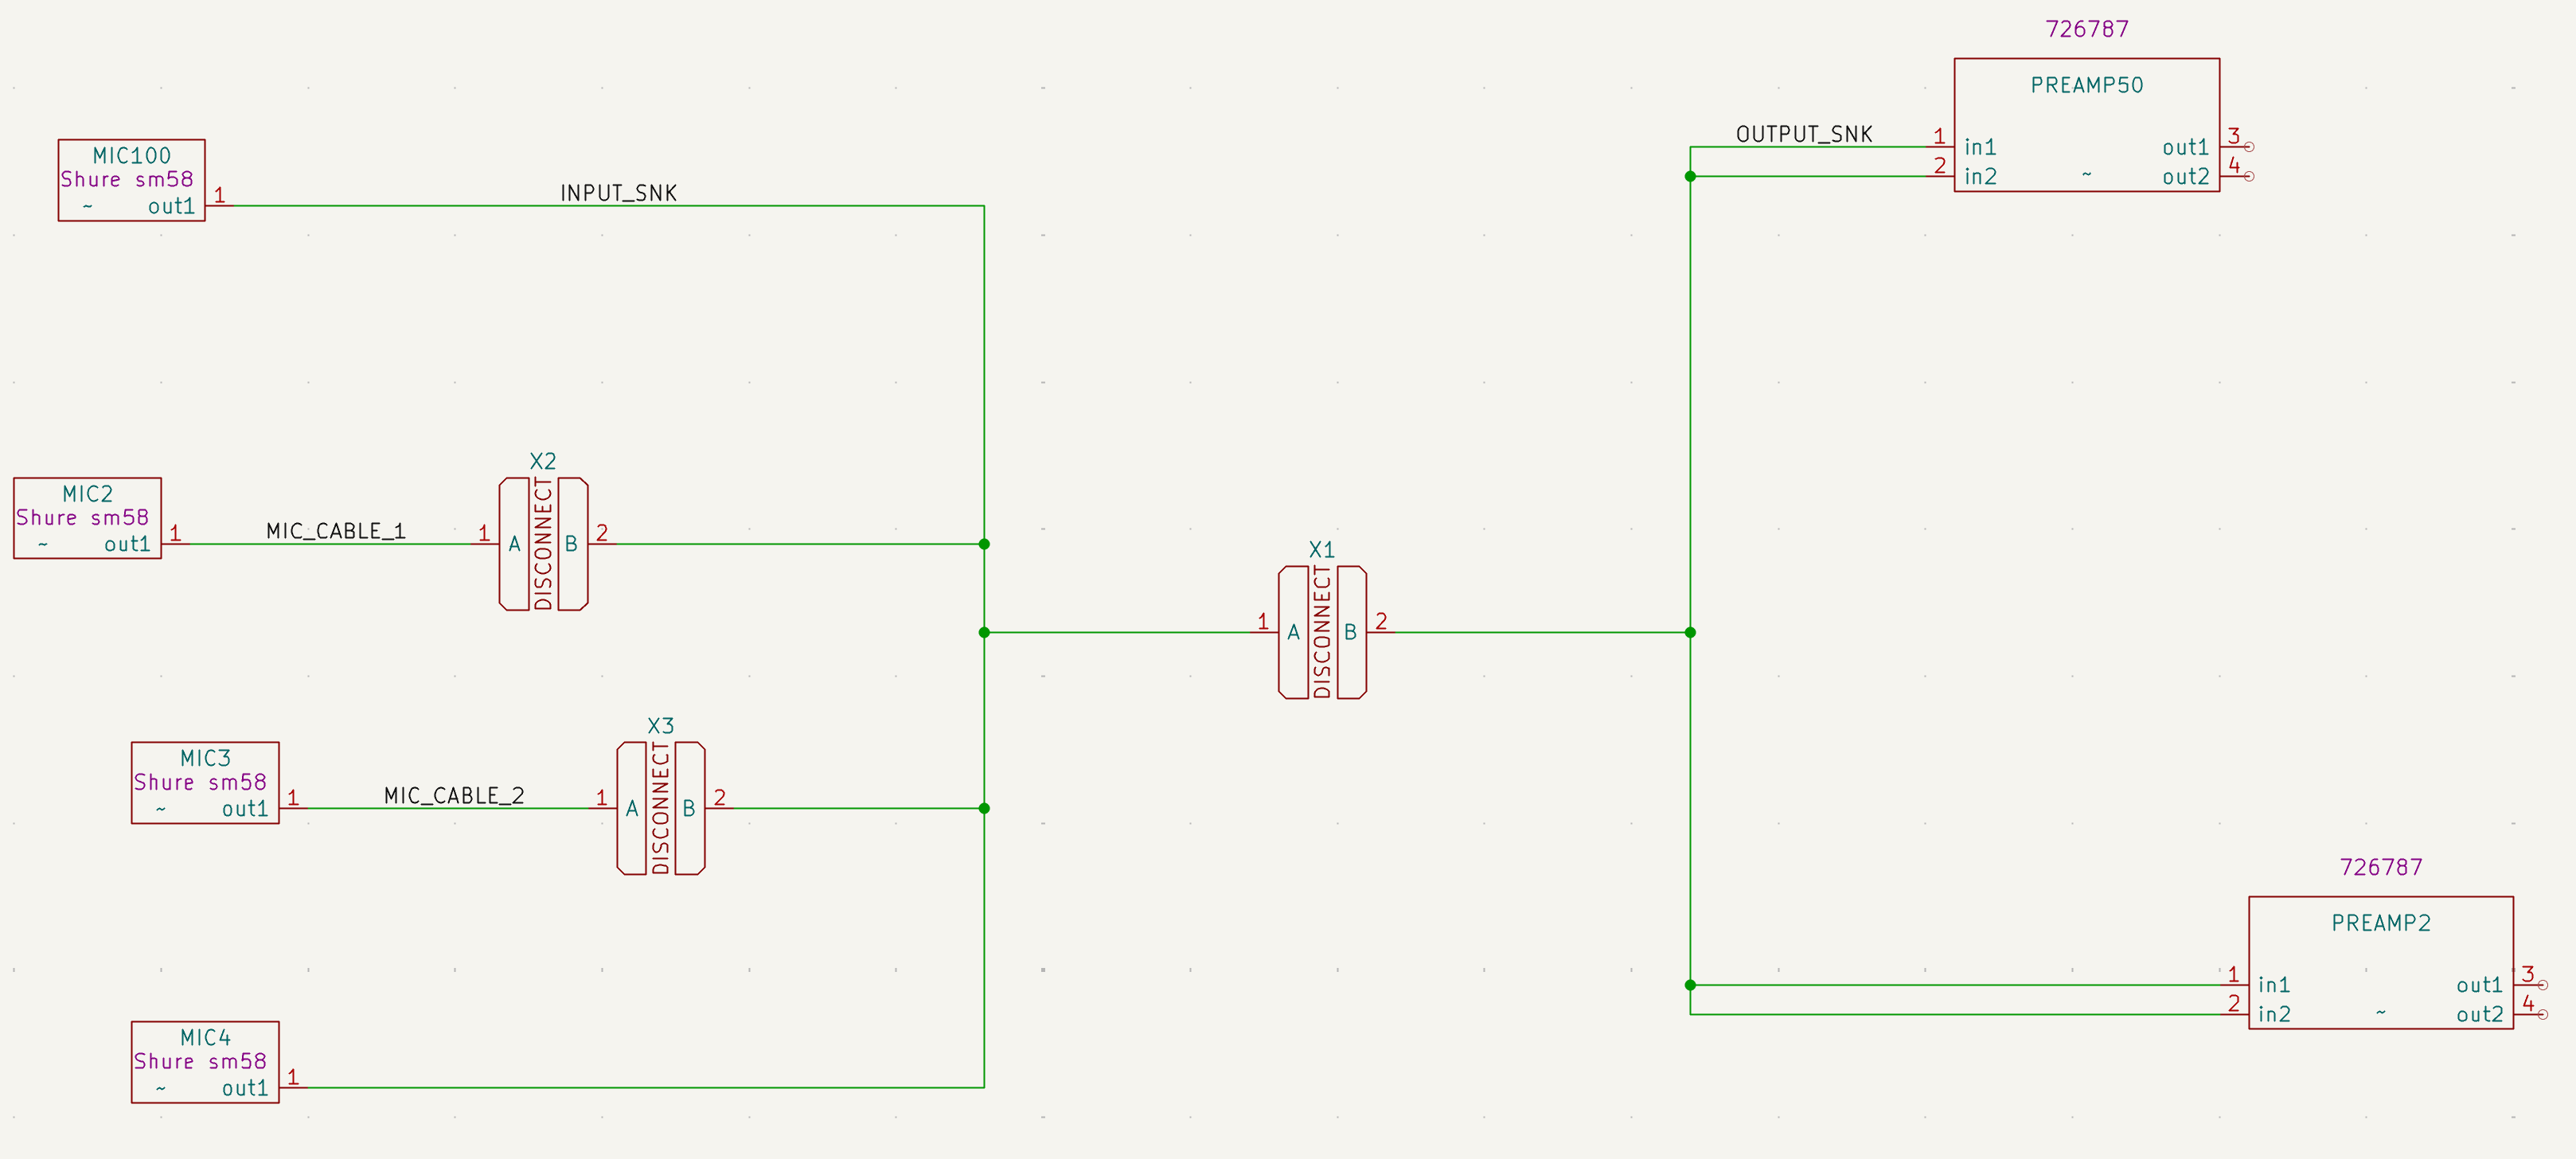 726787
PREAMP50
OUTPUT_SNK
1 in1 out1 3
2 in2 ~ out2 4
MIC100
Shure sm58
~ out1 1
INPUT_SNK
X2
MIC2
Shure sm58
~ out1 1
MIC_CABLE_1
1 A DISCONNECT B 2
X1
1 A DISCONNECT B 2
X3
MIC3
Shure sm58
~ out1 1
MIC_CABLE_2
1 A DISCONNECT B 2
726787
PREAMP2
1 in1 out1 3
2 in2 ~ out2 4
MIC4
Shure sm58
~ out1 1